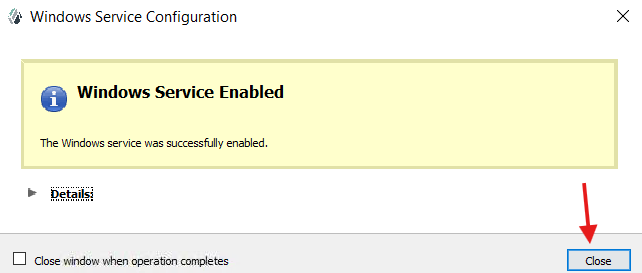 Windows Service Configuration
Windows Service Enabled
The Windows service was successfully enabled.
Details:
Close window when operation completes
Close